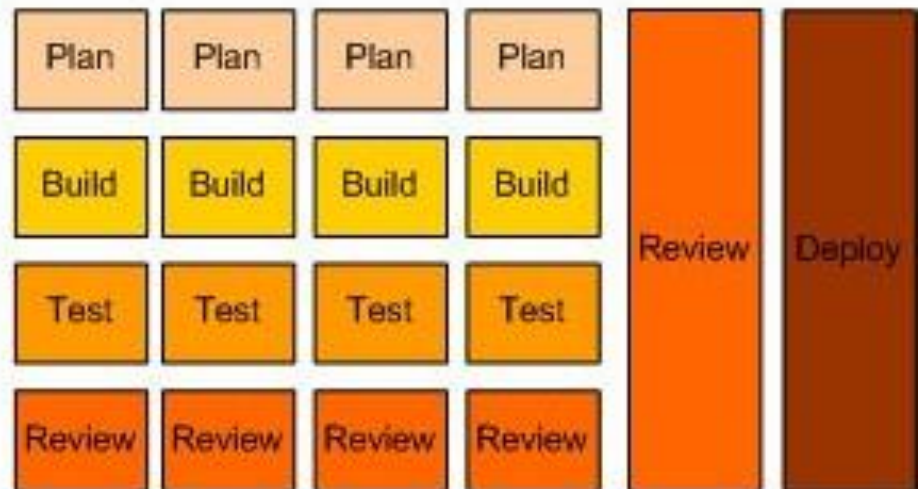 Plan Plan Plan Plan
Build Build Build Build
Review Deploy
Test Test Test Test
Review Review Review Review